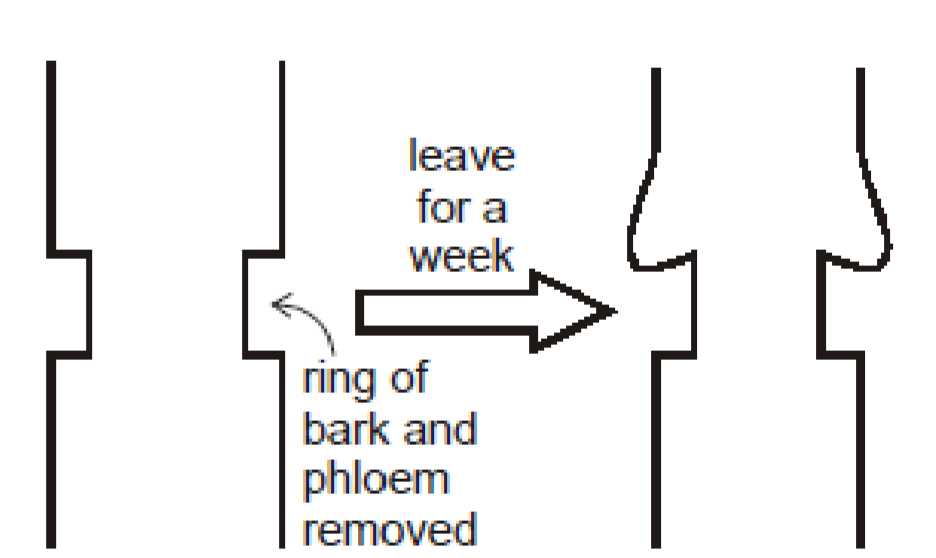 leave
for a
week
ring of
bark and
phloem
removed